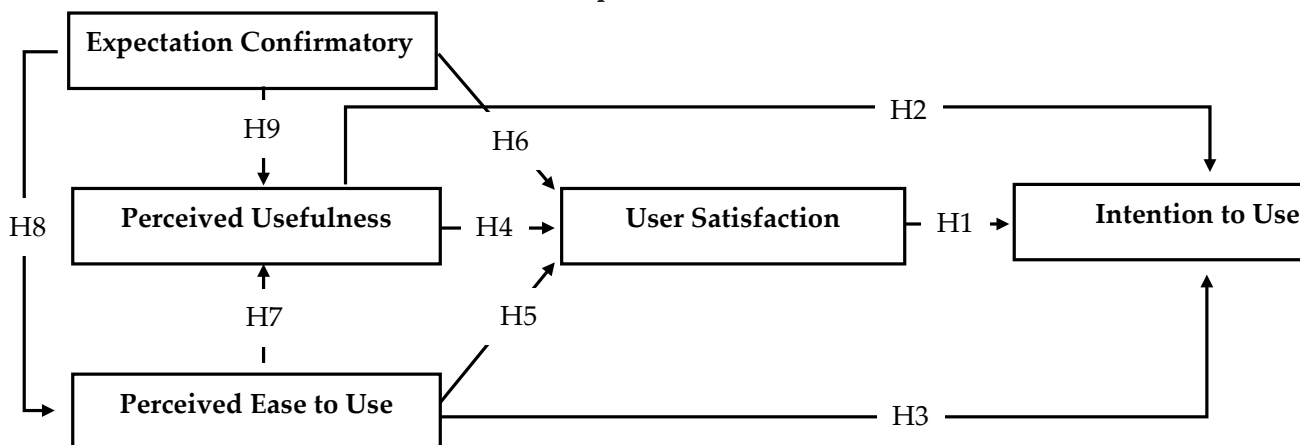 Expectation Confirmatory
H9
H2
H6
H8
Perceived Usefulness
H4
User Satisfaction
H1
Intention to Use
H7
H5
Perceived Ease to Use
H3